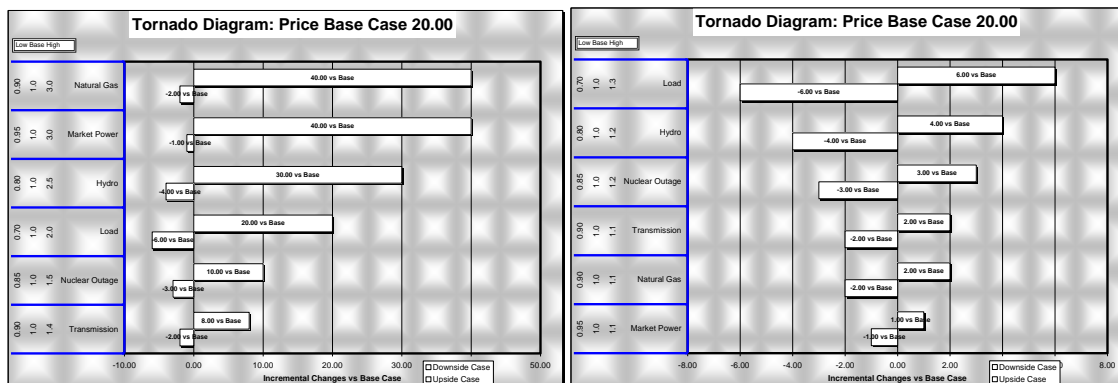 Tornado Diagram: Price Base Case 20.00
Low Base High
0.90 1.0 3.0 Natural Gas
40.00 vs Base
-2.00 vs Base
0.95 1.0 3.0 Market Power
40.00 vs Base
-1.00 vs Base
0.80 1.0 2.5 Hydro
30.00 vs Base
-4.00 vs Base
0.70 1.0 2.0 Load
20.00 vs Base
-6.00 vs Base
0.85 1.0 1.5 Nuclear Outage
10.00 vs Base
-3.00 vs Base
0.90 1.0 1.4 Transmission
8.00 vs Base
-2.00 vs Base
-10.00 0.00 10.00 20.00 30.00 40.00 50.00
Incremental Changes vs Base Case
Downside Case
Upside Case
Tornado Diagram: Price Base Case 20.00
Low Base High
0.70 1.0 1.3 Load
6.00 vs Base
-6.00 vs Base
0.80 1.0 1.2 Hydro
4.00 vs Base
-4.00 vs Base
0.85 1.0 1.2 Nuclear Outage
3.00 vs Base
-3.00 vs Base
0.90 1.0 1.1 Transmission
2.00 vs Base
-2.00 vs Base
0.90 1.0 1.1 Natural Gas
2.00 vs Base
-2.00 vs Base
0.95 1.0 1.1 Market Power
1.00 vs Base
-1.00 vs Base
-8.00 -6.00 -4.00 -2.00 0.00 2.00 4.00 6.00 8.00
Incremental Changes vs Base Case
Downside Case
Upside Case